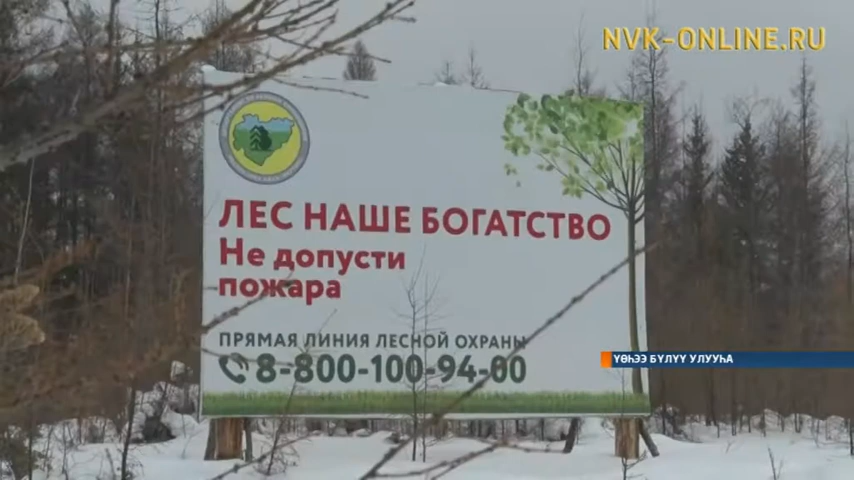 NVK-ONLINE.RU
ЛЕС НАШЕ БОГАТСТВО
Не допусти
пожара
ПРЯМАЯ ЛИНИЯ ЛЕСНОЙ ОХРАНЫ
8-800-100-94-00
ҮӨҺЭЭ БҮЛҮҮ УЛУУҺА